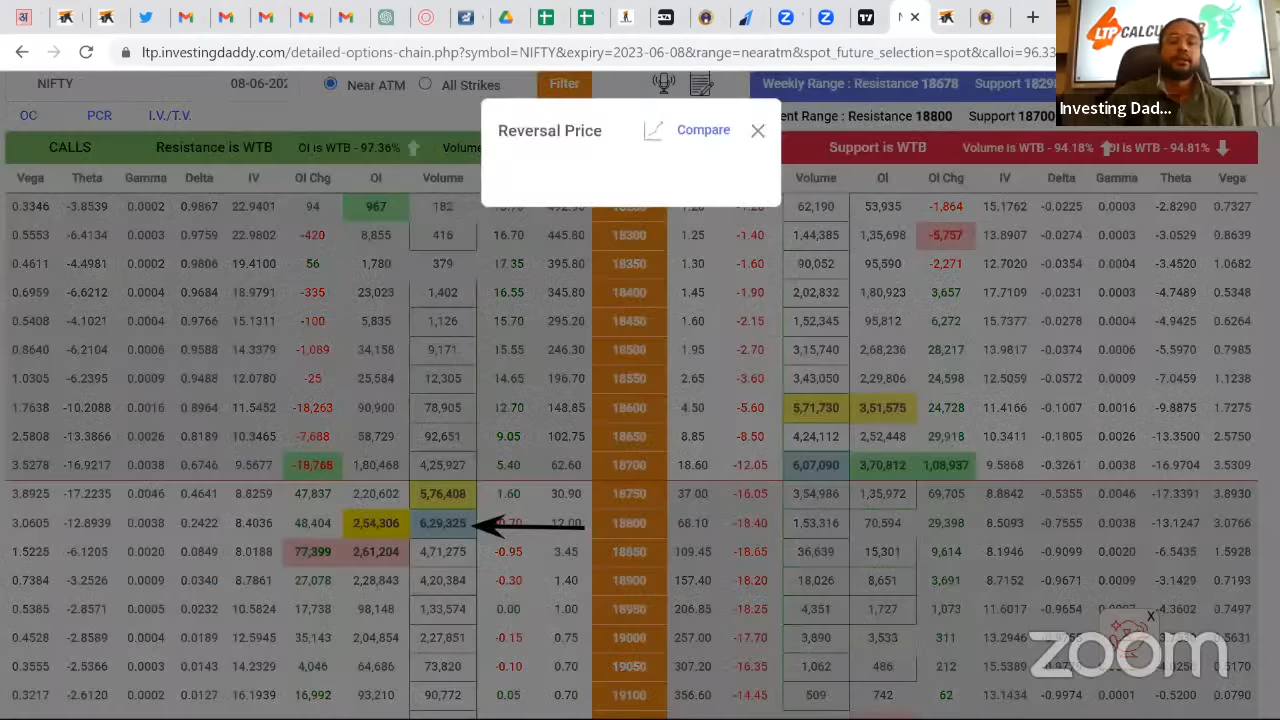 अ
N
ltp.investingdaddy.com/detailed-options-chain.php?symbol=NIFTY&expiry=2023-06-08&range=nearatm&spot_future_selection=spot&calloi=96.33
LTP CALCU
Investing Dad...
NIFTY 08-06-202 Near ATM All Strikes Filter Weekly Range : Resistance 18678 Support 1829
OC PCR I.V./T.V. ent Range : Resistance 18800 Support 18700
Reversal Price Compare
CALLS Resistance is WTB OI is WTB - 97.36% Volume Support is WTB Volume is WTB - 94.18% OI is WTB - 94.81%
Vega Theta Gamma Delta IV OI Chg OI Volume Volume OI OI Chg IV Delta Gamma Theta Vega
0.3346 -3.8539 0.0002 0.9867 22.9401 94 967 182 62,190 53,935 -1,864 15.1762 -0.0225 0.0003 -2.8290 0.7327
0.5553 -6.4134 0.0003 0.9759 22.9802 -420 8,855 416 16.70 445.80 18300 1.25 -1.40 1,44,385 1,35,698 -5,757 13.8907 -0.0274 0.0003 -3.0529 0.8639
0.4611 -4.4981 0.0002 0.9806 19.4100 56 1,780 379 17.35 395.80 18350 1.30 -1.60 90,052 95,590 -2,271 12.7020 -0.0354 0.0003 -3.4520 1.0682
0.6959 -6.6212 0.0004 0.9684 18.9791 -335 23,023 1,402 16.55 345.80 18400 1.45 -1.90 2,02,832 1,80,923 3,657 17.7109 -0.0231 0.0003 -4.7489 0.5348
0.5408 -4.1021 0.0004 0.9766 15.1311 -100 5,835 1,126 15.70 295.20 18450 1.60 -2.15 1,52,345 95,812 6,272 15.7377 -0.0278 0.0004 -4.9425 0.6264
0.8640 -6.2104 0.0006 0.9588 14.3379 -1,089 34,158 9,171 15.55 246.30 18500 1.95 -2.70 3,15,740 2,68,236 28,217 13.9817 -0.0374 0.0006 -5.5970 0.7985
1.0305 -6.2395 0.0009 0.9488 12.0780 -25 25,584 12,305 14.65 196.70 18550 2.65 -3.60 3,43,050 2,29,806 24,598 12.5059 -0.0572 0.0009 -7.0459 1.1238
1.7638 -10.2088 0.0016 0.8964 11.5452 -18,263 90,900 78,905 12.70 148.85 18600 4.50 -5.60 5,71,730 3,51,575 24,728 11.4166 -0.1007 0.0016 -9.8875 1.7275
2.5808 -13.3866 0.0026 0.8189 10.3465 -7,688 58,729 92,651 9.05 102.75 18650 8.85 -8.50 4,24,112 2,52,448 29,918 10.3411 -0.1805 0.0026 -13.3500 2.5750
3.5278 -16.9217 0.0038 0.6746 9.5677 -18,768 1,80,468 4,25,927 5.40 62.60 18700 18.60 -12.05 6,07,090 3,70,812 1,08,937 9.5868 -0.3261 0.0038 -16.9704 3.5309
3.8925 -17.2235 0.0046 0.4641 8.8259 47,837 2,20,602 5,76,408 1.60 30.90 18750 37.00 -16.05 3,54,986 1,35,972 69,705 8.8842 -0.5355 0.0046 -17.3391 3.8930
3.0605 -12.8939 0.0038 0.2422 8.4036 48,404 2,54,306 6,29,325 12.00 18800 68.10 -18.40 1,53,316 70,594 29,398 8.5093 -0.7555 0.0038 -13.1247 3.0766
1.5225 -6.1205 0.0020 0.0849 8.0188 77,399 2,61,204 4,71,275 -0.95 3.45 18850 109.45 -18.65 36,639 15,301 9,614 8.1946 -0.9099 0.0020 -6.5435 1.5928
0.7384 -3.2526 0.0009 0.0340 8.7861 27,078 2,28,843 4,20,384 -0.30 1.40 18900 157.40 -18.20 18,026 8,651 3,691 8.7152 -0.9671 0.0009 -3.1429 0.7193
0.5385 -2.8571 0.0005 0.0232 10.5824 17,738 98,148 1,33,574 0.00 1.00 18950 206.85 -18.25 4,351 1,727 1,073 11.6017 -0.9654 -4.3602 0.7497
0.4528 -2.8589 0.0004 0.0189 12.5945 35,143 2,04,854 2,27,851 -0.15 0.75 19000 257.00 -17.70 3,890 3,533 311 13.2946
0.3555 -2.5366 0.0003 0.0152 14.2329 4,046 64,686 73,820 -0.10 0.70 19050 307.20 -16.35 1,062 486 212 15.5389
0.3217 -2.6120 0.0002 0.0127 16.1939 16,992 93,210 90,772 0.05 0.70 19100 356.60 -14.45 509 742 62 13.1434 -0.9974 0.0001 -0.5200 0.0790
X
zoom